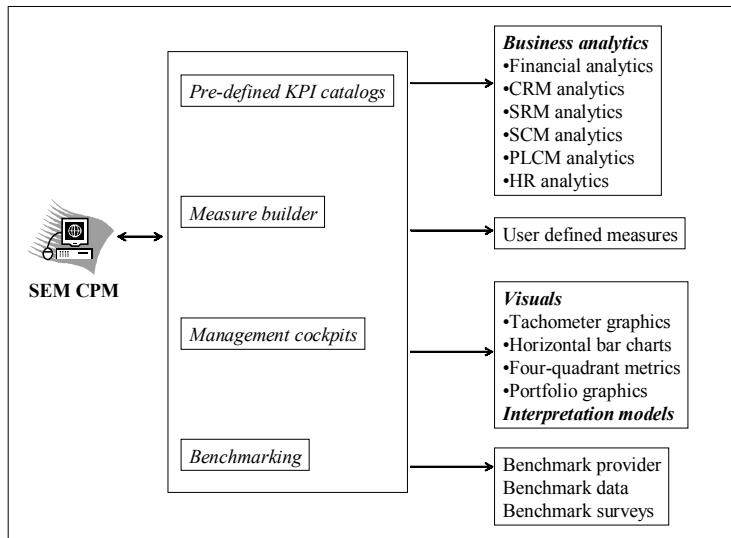 SEM CPM
Pre-defined KPI catalogs
Measure builder
Management cockpits
Benchmarking
Business analytics
•Financial analytics
•CRM analytics
•SRM analytics
•SCM analytics
•PLCM analytics
•HR analytics
User defined measures
Visuals
•Tachometer graphics
•Horizontal bar charts
•Four-quadrant metrics
•Portfolio graphics
Interpretation models
Benchmark provider
Benchmark data
Benchmark surveys